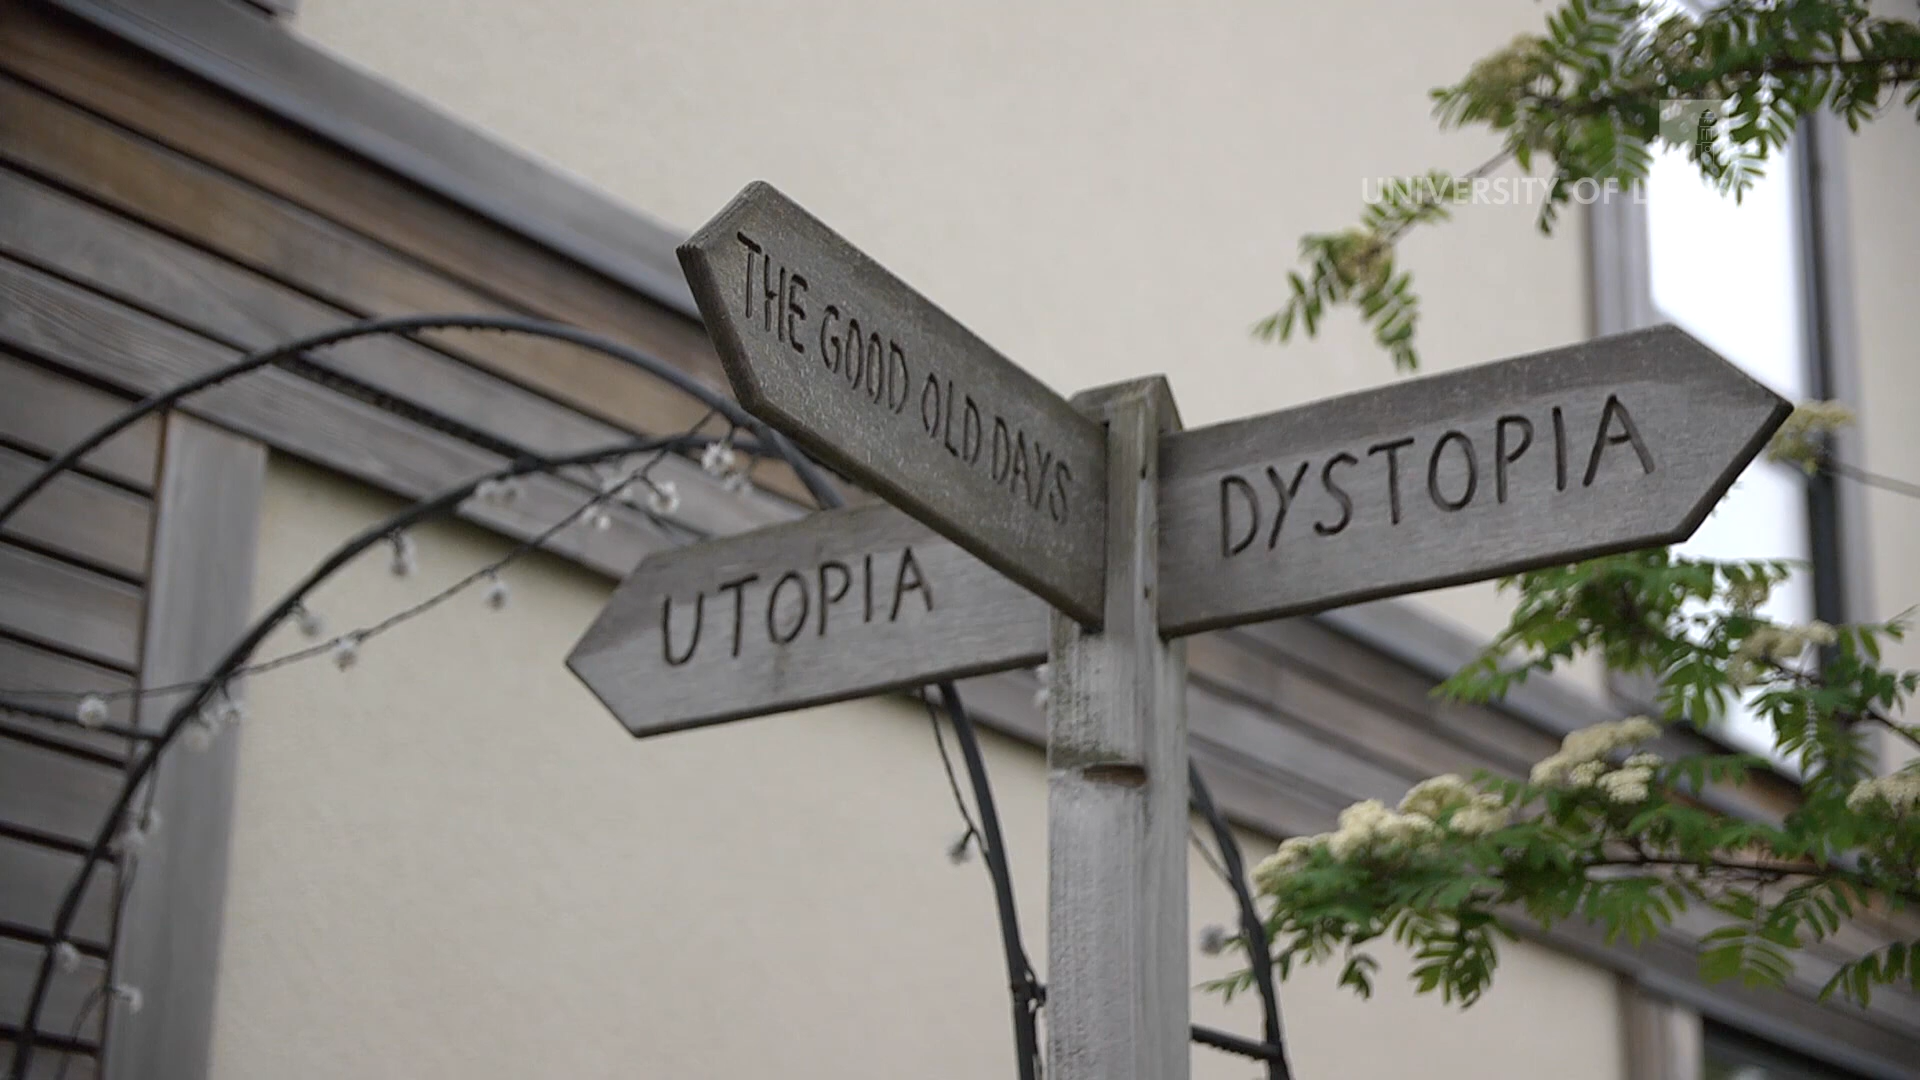 THE GOOD OLD DAYS
DYSTOPIA
UTOPIA
UNIVERSITY OF